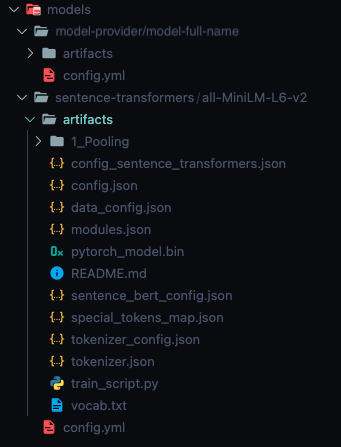 models
model-provider/model-full-name
artifacts
config.yml
sentence-transformers/all-MiniLM-L6-v2
artifacts
1_Pooling
config_sentence_transformers.json
config.json
data_config.json
modules.json
pytorch_model.bin
README.md
sentence_bert_config.json
special_tokens_map.json
tokenizer_config.json
tokenizer.json
train_script.py
vocab.txt
config.yml